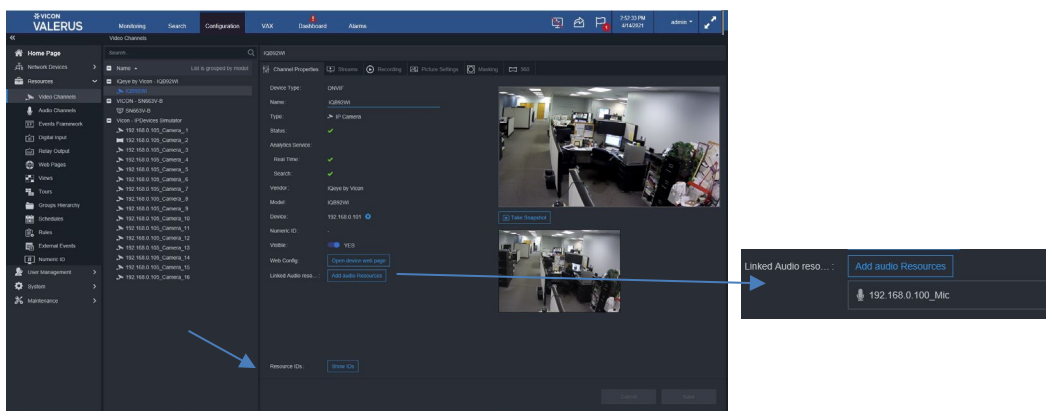 VICON
VALERUS
Monitoring
Search
Configuration
VAX
Dashboard
Alarms
2:52:33 PM
4/14/2021
admin
Video Channels
Home Page
Network Devices
Resources
Video Channels
Audio Channels
Events Framework
Digital Input
Relay Output
Web Pages
Views
Tours
Groups Hierarchy
Schedules
Rules
External Events
Numeric ID
User Management
System
Maintenance
Search
Name
List is grouped by model
IQeye by Vicon - IQB92WI
IQB92WI
VICON - SN663V-B
SN663V-B
Vicon - IPDevices Simulator
192.168.0.105_Camera_1
192.168.0.105_Camera_2
192.168.0.105_Camera_3
192.168.0.105_Camera_4
192.168.0.105_Camera_5
192.168.0.105_Camera_6
192.168.0.105_Camera_7
192.168.0.105_Camera_8
192.168.0.105_Camera_9
192.168.0.105_Camera_10
192.168.0.105_Camera_11
192.168.0.105_Camera_12
192.168.0.105_Camera_13
192.168.0.105_Camera_14
192.168.0.105_Camera_15
192.168.0.105_Camera_16
IQB92WI
Channel Properties
Streams
Recording
Picture Settings
Masking
360
Device Type: ONVIF
Name: IQB92WI
Type: IP Camera
Status:
Analytics Service:
Real Time:
Search:
Vendor: IQeye by Vicon
Model: IQB92WI
Device: 192.168.0.101
Numeric ID: -
Visible: YES
Web Config: Open device web page
Linked Audio reso... : Add audio Resources
Resource IDs: Show IDs
Take Snapshot
Cancel
Save
Linked Audio reso... : Add audio Resources
192.168.0.100_Mic